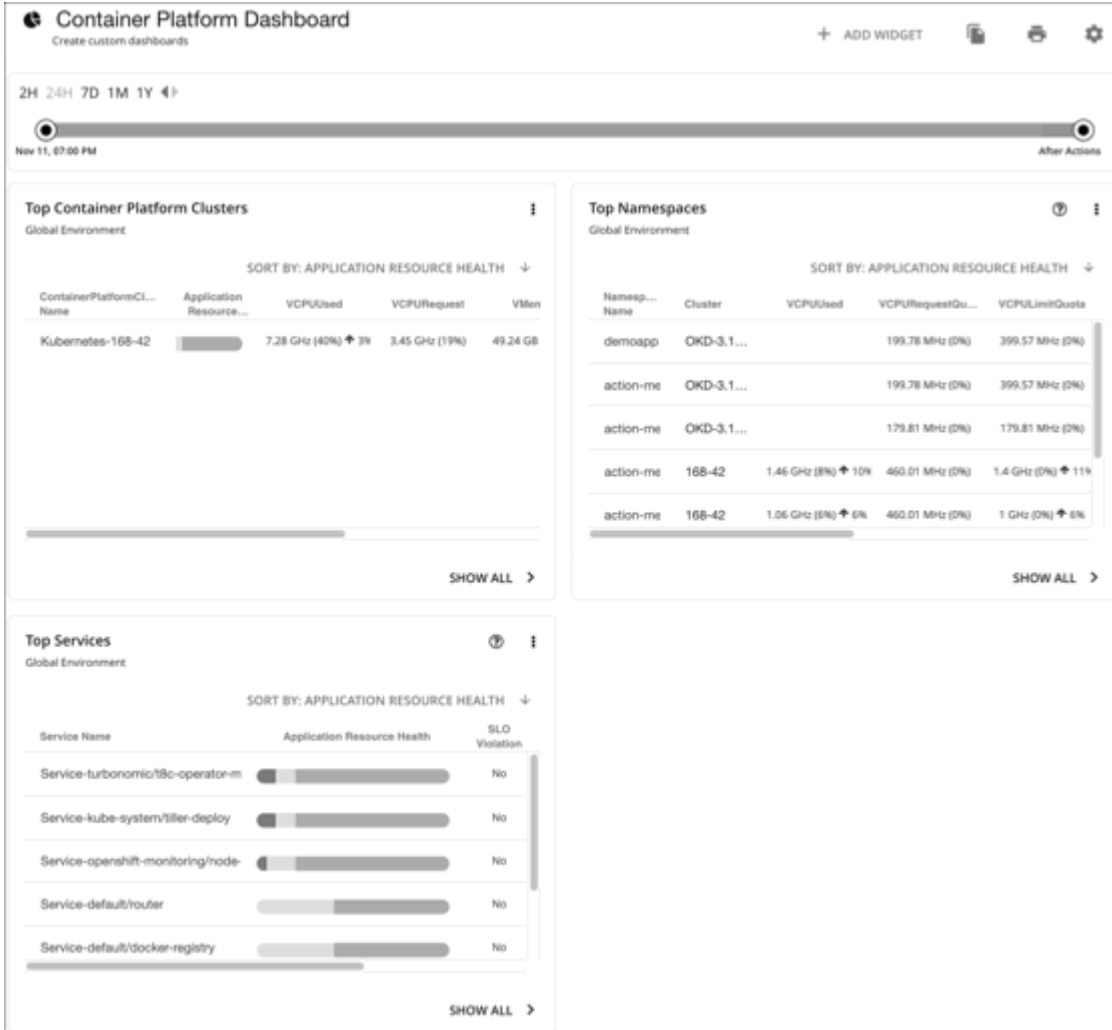 Container Platform Dashboard
Create custom dashboards
+ ADD WIDGET
2H 24H 7D 1M 1Y
Nov 11, 07:00 PM
After Actions
Top Container Platform Clusters
Global Environment
SORT BY: APPLICATION RESOURCE HEALTH
ContainerPlatformCl... Name
Application Resource...
VCPUUsed
VCPURequest
VMen
Kubernetes-168-42 7.28 GHz (40%) 3% 3.45 GHz (19%) 49.24 GB
SHOW ALL
Top Namespaces
Global Environment
SORT BY: APPLICATION RESOURCE HEALTH
Namesp... Name
Cluster
VCPUUsed
VCPURequestQu...
VCPULimitQuota
demoapp OKD-3.1... 199.78 MHz (0%) 399.57 MHz (0%)
action-me OKD-3.1... 199.78 MHz (0%) 399.57 MHz (0%)
action-me OKD-3.1... 179.81 MHz (0%) 179.81 MHz (0%)
action-me 168-42 1.46 GHz (8%) 10% 460.01 MHz (0%) 1.4 GHz (0%) 11%
action-me 168-42 1.06 GHz (6%) 6% 460.01 MHz (0%) 1 GHz (0%) 6%
SHOW ALL
Top Services
Global Environment
SORT BY: APPLICATION RESOURCE HEALTH
Service Name
Application Resource Health
SLO Violation
Service-turbonomic/t8c-operator-m No
Service-kube-system/tiller-deploy No
Service-openshift-monitoring/node- No
Service-default/router No
Service-default/docker-registry No
SHOW ALL